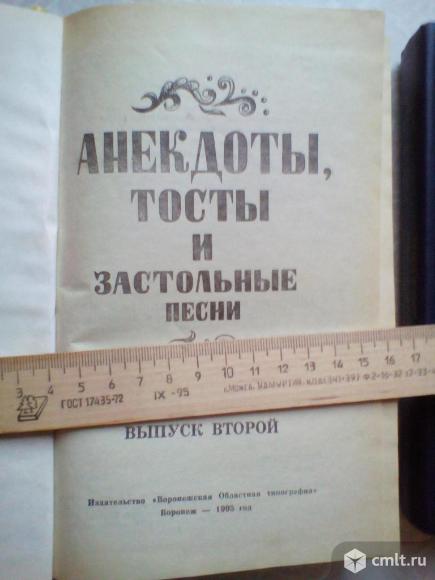 АНЕКДОТЫ,
ТОСТЫ
И
ЗАСТОЛЬНЫЕ
ПЕСНИ
3 4 5 6 7 8 9 10 11 12 13 14 15 16 17
ГОСТ 17435-72 IX -95
ВЫПУСК ВТОРОЙ
Издательство «Воронежская Областная типография»
Воронеж — 1995 год
cmlt.ru